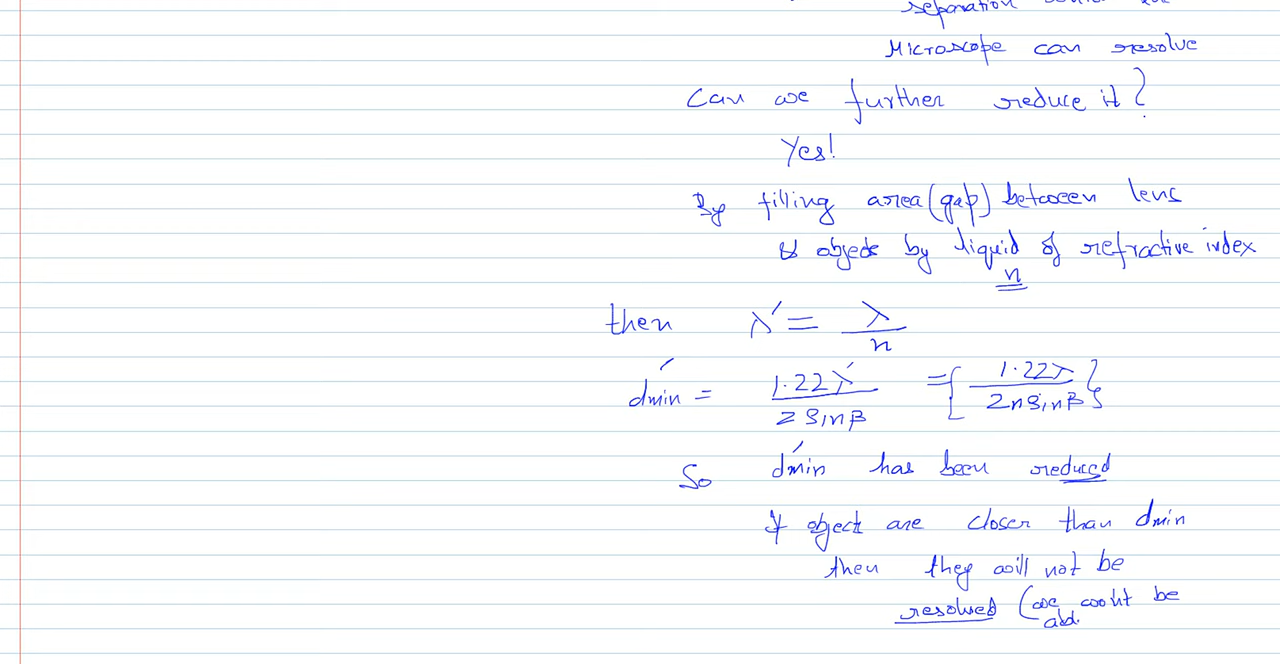 separation
Microscope can resolve
Can we further reduce it?
Yes!
By filling area (gap) between lens
& objects by liquid of refractive index
n
then λ' = λ/n
d'min = 1.22λ'/2 Sinβ = { 1.22λ/2n Sinβ }
So d'min has been reduced
If object are closer than dmin
then they will not be
resolved (we won't be